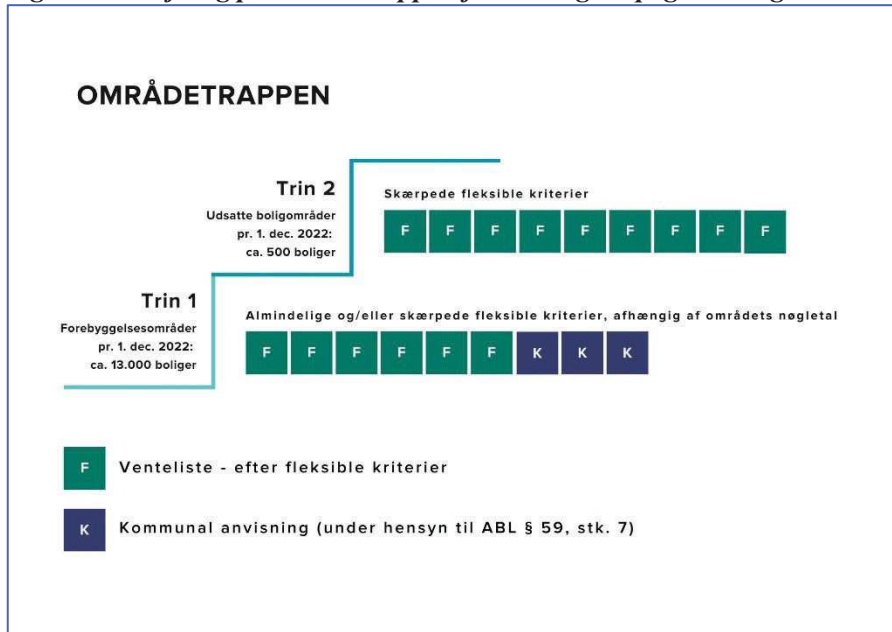 OMRÅDETRAPPEN
Trin 2
Udsatte boligområder
pr. 1. dec. 2022:
ca. 500 boliger
Skærpede fleksible kriterier
F F F F F F F F F
Trin 1
Forebyggelsesområder
pr. 1. dec. 2022:
ca. 13.000 boliger
Almindelige og/eller skærpede fleksible kriterier, afhængig af områdets nøgletal
F F F F F F K K K
F Venteliste - efter fleksible kriterier
K Kommunal anvisning (under hensyn til ABL § 59, stk. 7)